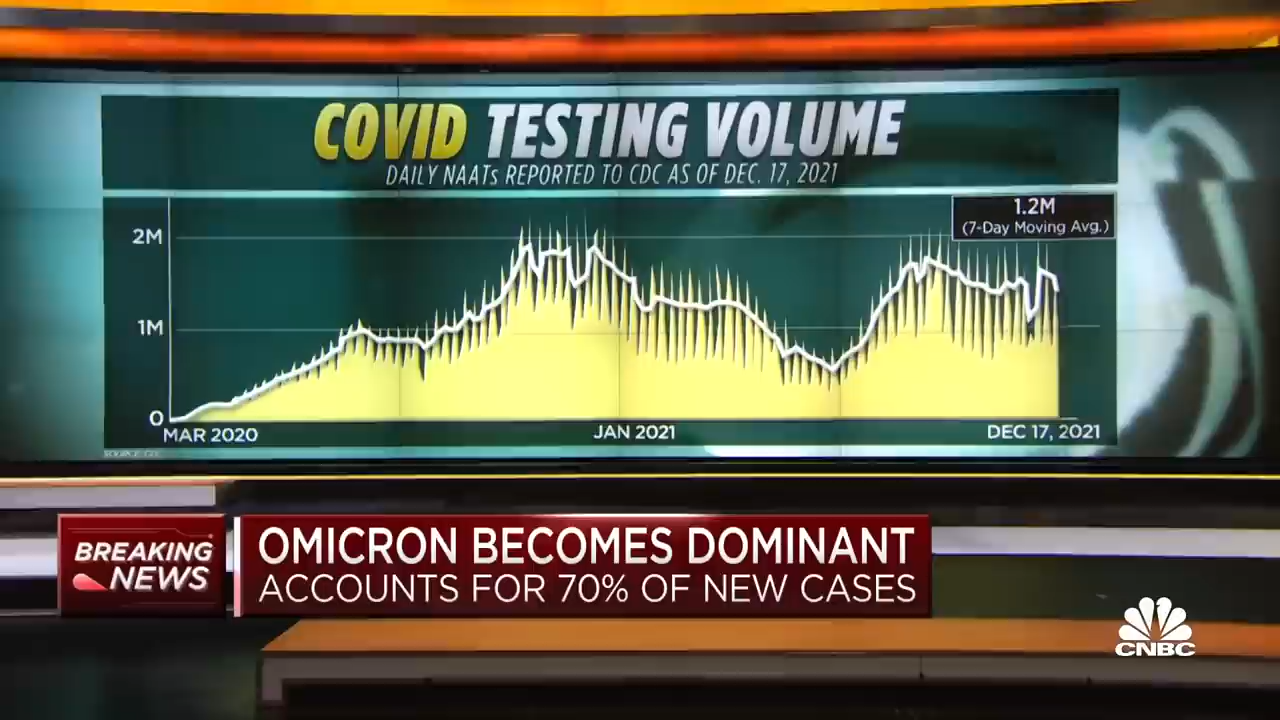 COVID TESTING VOLUME
DAILY NAATs REPORTED TO CDC AS OF DEC. 17, 2021
1.2M
(7-Day Moving Avg.)
2M
1M
0
MAR 2020
JAN 2021
DEC 17, 2021
SOURCE: CDC
BREAKING
NEWS
OMICRON BECOMES DOMINANT
ACCOUNTS FOR 70% OF NEW CASES
CNBC